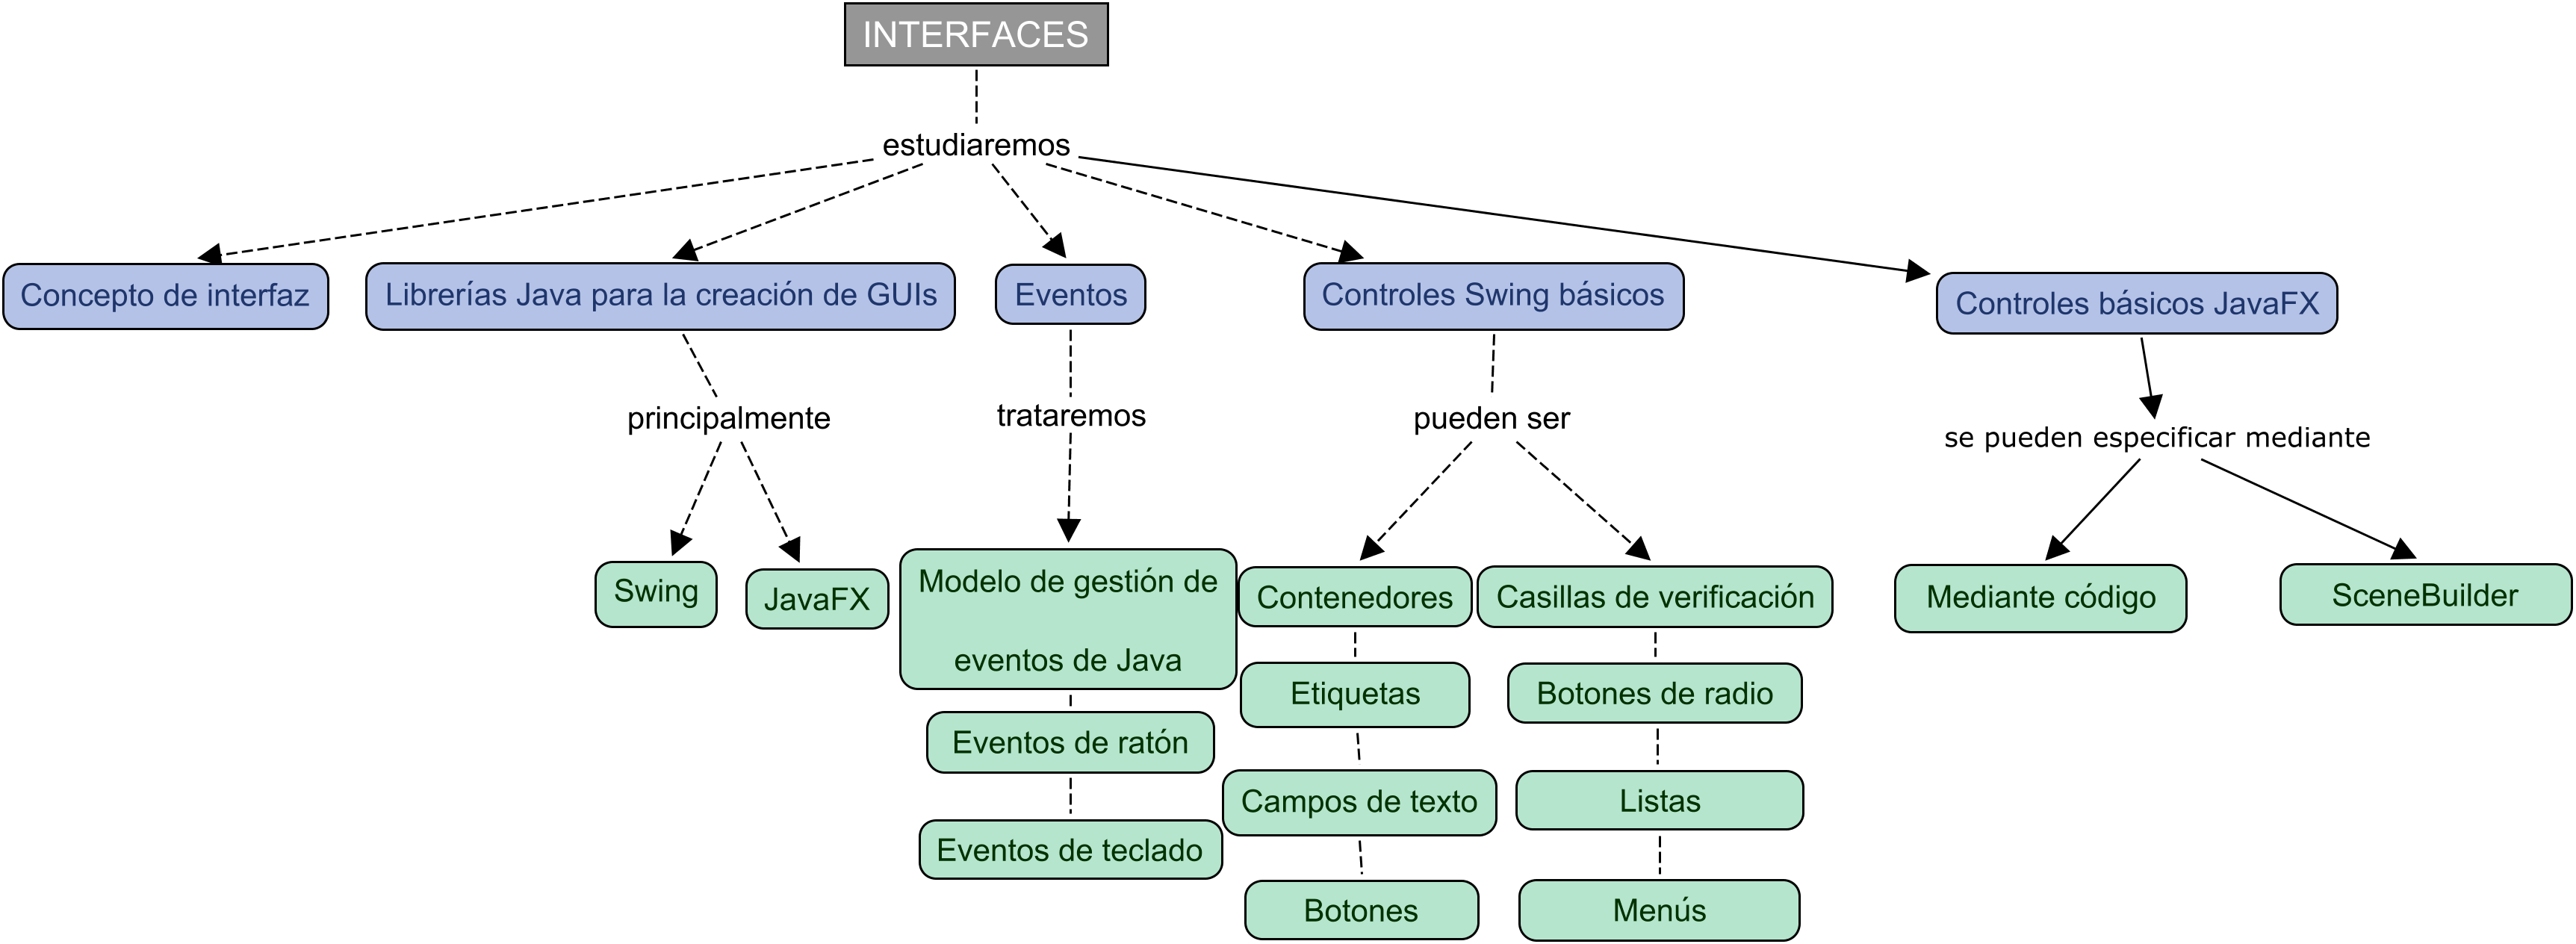 INTERFACES
estudiaremos
Concepto de interfaz
Librerías Java para la creación de GUIs
Eventos
Controles Swing básicos
Controles básicos JavaFX
principalmente
trataremos
pueden ser
se pueden especificar mediante
Swing
JavaFX
Modelo de gestión de
eventos de Java
Contenedores
Casillas de verificación
Mediante código
SceneBuilder
Etiquetas
Botones de radio
Eventos de ratón
Campos de texto
Listas
Eventos de teclado
Botones
Menús